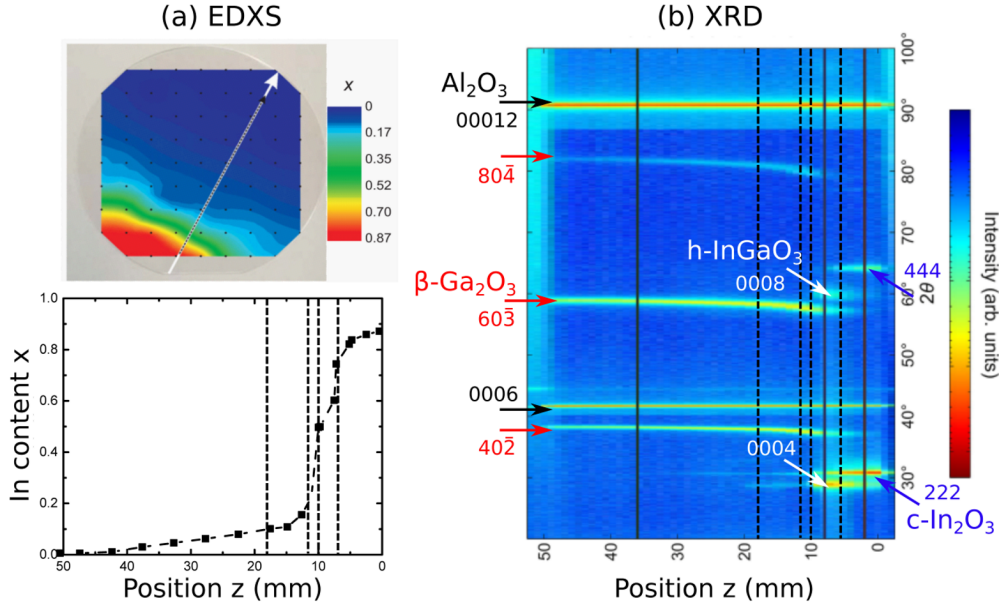 (a) EDXS
x
0
0.17
0.35
0.52
0.70
0.87
In content x
1.0
0.8
0.6
0.4
0.2
0.0
50 40 30 20 10 0
Position z (mm)
(b) XRD
Al₂O₃
00012
804̅
β-Ga₂O₃
603̅
0006
402̅
h-InGaO₃
0008
0004
444
222
c-In₂O₃
100°
90°
80°
70°
60°
50°
40°
30°
2θ
50 40 30 20 10 0
Position z (mm)
Intensity (arb. units)